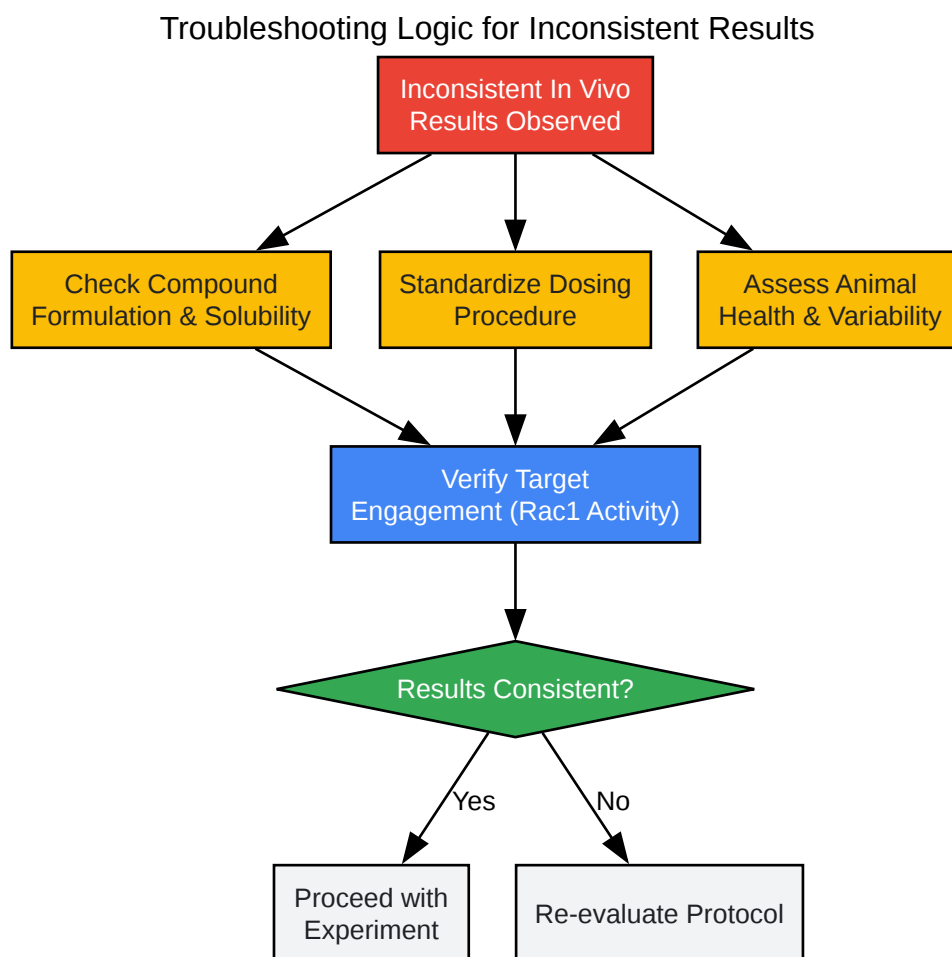 Troubleshooting Logic for Inconsistent Results
Inconsistent In Vivo
Results Observed
Check Compound
Formulation & Solubility
Standardize Dosing
Procedure
Assess Animal
Health & Variability
Verify Target
Engagement (Rac1 Activity)
Results Consistent?
Yes
No
Proceed with
Experiment
Re-evaluate Protocol